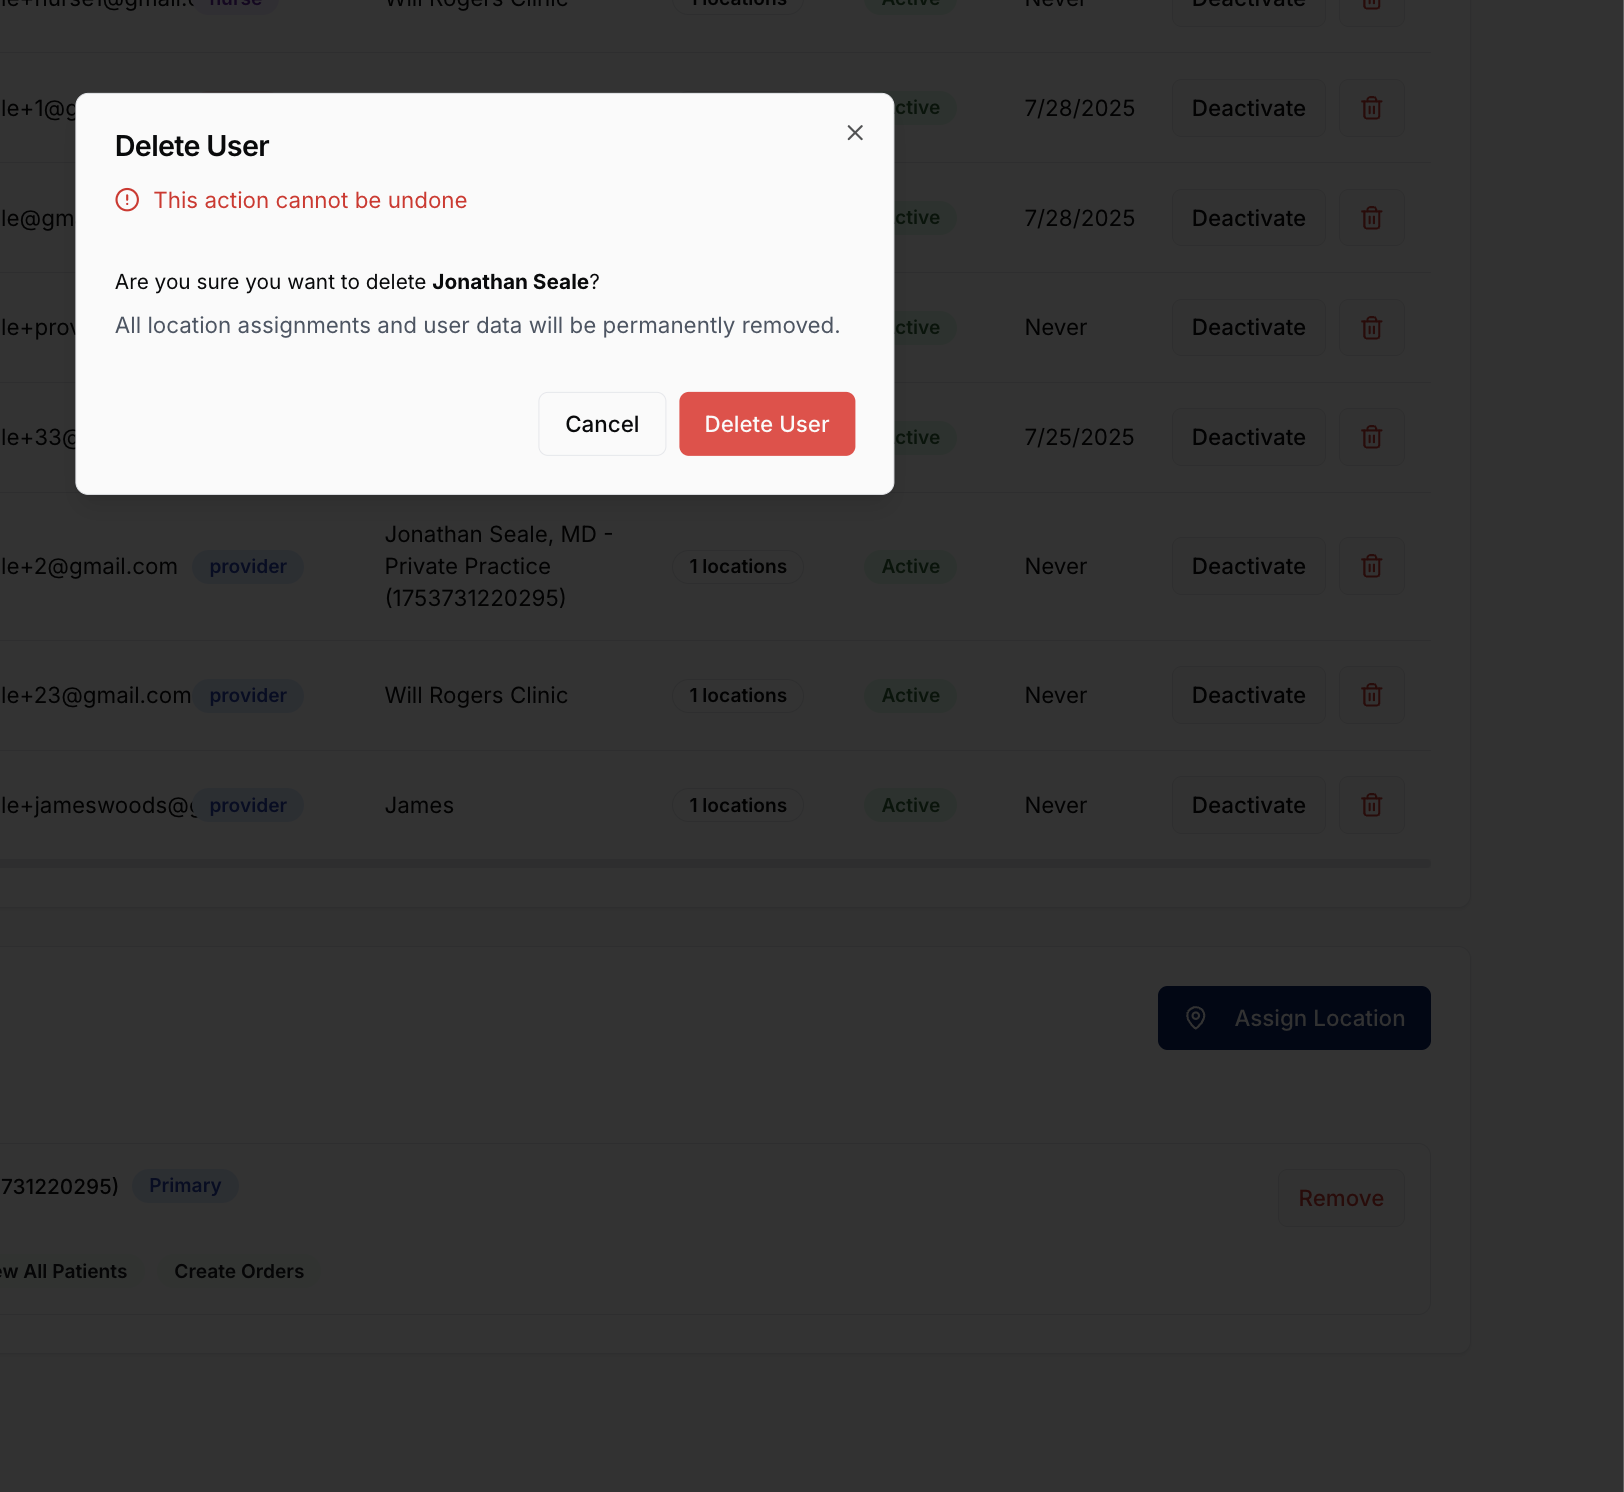 le+nurse1@gmail.c nurse Will Rogers Clinic 1 locations Active Never Deactivate
le+1@g ctive 7/28/2025 Deactivate
Delete User
This action cannot be undone
le@gm ctive 7/28/2025 Deactivate
Are you sure you want to delete Jonathan Seale?
All location assignments and user data will be permanently removed.
le+prov ctive Never Deactivate
Cancel Delete User
le+33@ ctive 7/25/2025 Deactivate
Jonathan Seale, MD -
le+2@gmail.com provider Private Practice 1 locations Active Never Deactivate
(1753731220295)
le+23@gmail.com provider Will Rogers Clinic 1 locations Active Never Deactivate
le+jameswoods@g provider James 1 locations Active Never Deactivate
Assign Location
731220295) Primary Remove
ew All Patients Create Orders